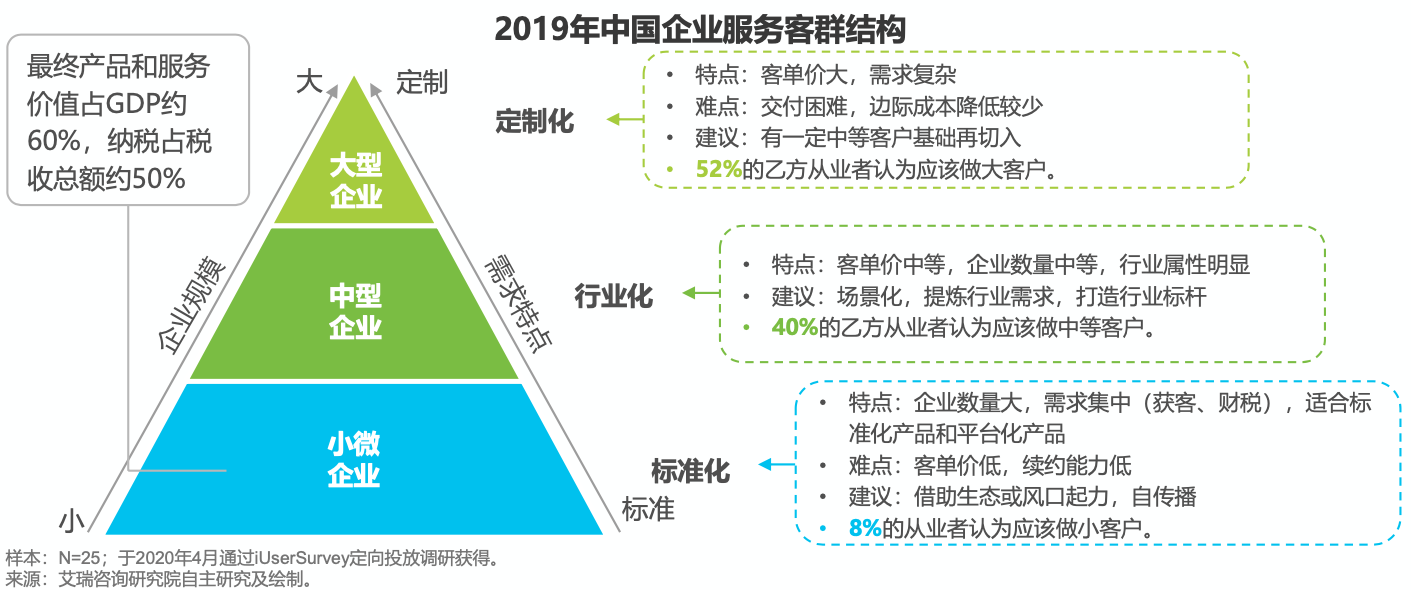 2019年中国企业服务客群结构
最终产品和服务
价值占GDP约
60%，纳税占税
收总额约50%
大
定制
大型
企业
企业规模
需求特点
中型
企业
小微
企业
小
标准
定制化
• 特点：客单价大，需求复杂
• 难点：交付困难，边际成本降低较少
• 建议：有一定中等客户基础再切入
• 52%的乙方从业者认为应该做大客户。
行业化
• 特点：客单价中等，企业数量中等，行业属性明显
• 建议：场景化，提炼行业需求，打造行业标杆
• 40%的乙方从业者认为应该做中等客户。
标准化
• 特点：企业数量大，需求集中（获客、财税），适合标
准化产品和平台化产品
• 难点：客单价低，续约能力低
• 建议：借助生态或风口起力，自传播
• 8%的从业者认为应该做小客户。
样本：N=25；于2020年4月通过iUserSurvey定向投放调研获得。
来源：艾瑞咨询研究院自主研究及绘制。